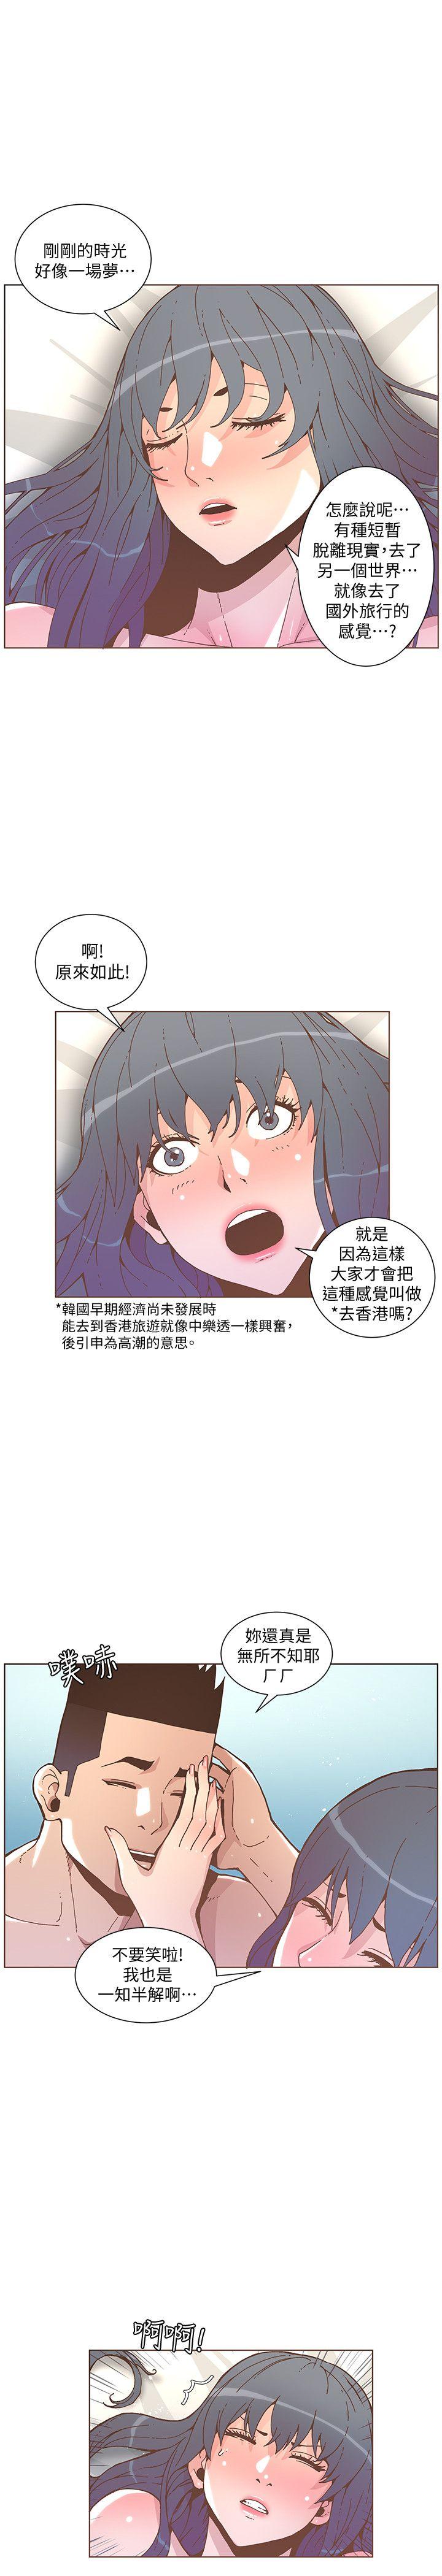 剛剛的時光
好像一場夢⋯
怎麼說呢⋯
有種短暫
脫離現實，去了
另一個世界⋯
就像去了
國外旅行的
感覺⋯?
啊!
原來如此!
就是
因為這樣
大家才會把
這種感覺叫做
*去香港嗎?
*韓國早期經濟尚未發展時
能去到香港旅遊就像中樂透一樣興奮，
後引申為高潮的意思。
妳還真是
無所不知耶
ㄏㄏ
噗哧
不要笑啦!
我也是
一知半解啊⋯
啊啊!